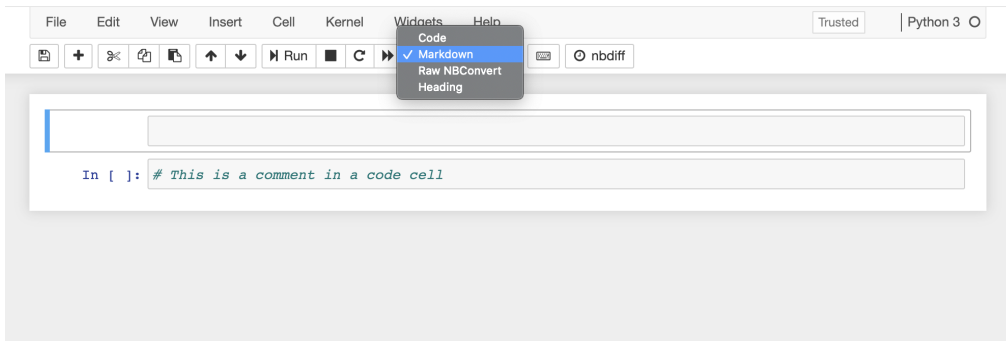 File Edit View Insert Cell Kernel Widgets Help Trusted Python 3
Run nbdiff
Code
✓ Markdown
Raw NBConvert
Heading
In [ ]: # This is a comment in a code cell